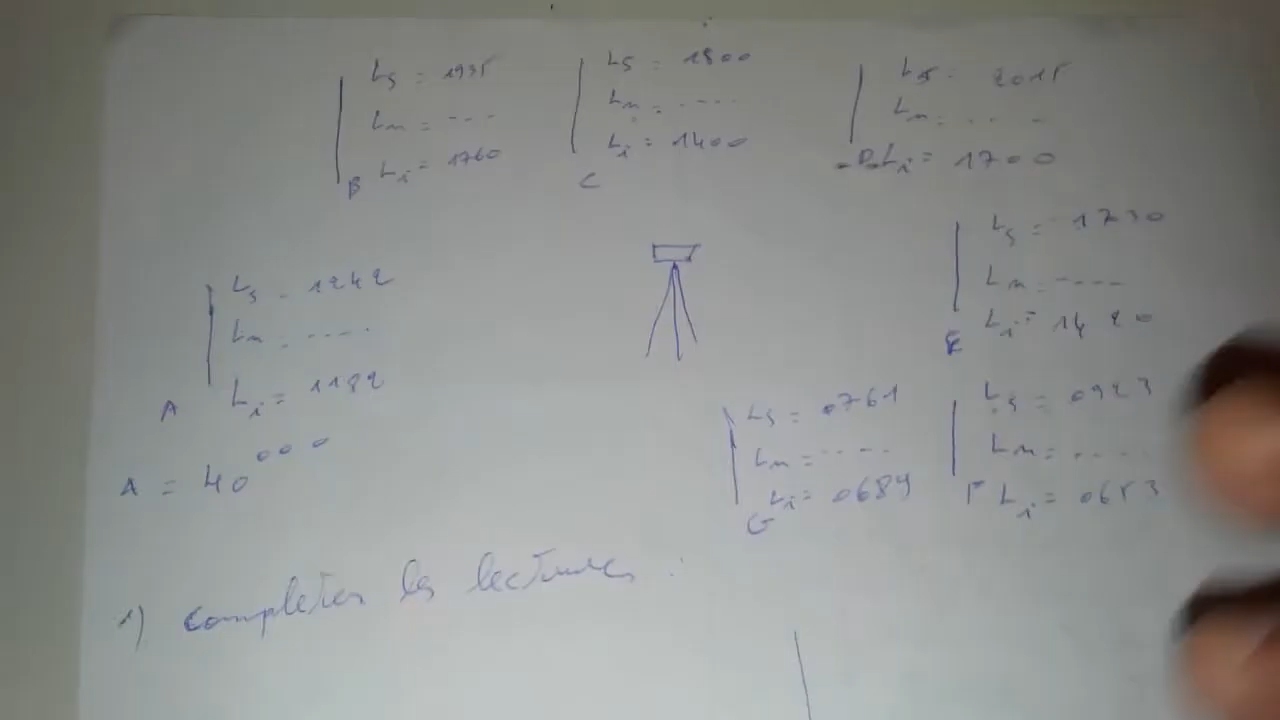 Ls = 1935
Lm = ---
Li = 1760
B
Ls = 1800
Lm = ----
Li = 1400
C
Ls = 2015
Lm = ....
Li = 1700
D
Ls = 1242
Lm = ----
Li = 1182
A
A = 40°°°
Ls = 1730
Lm = ----
Li = 1420
E
Ls = 0761
Lm = ----
Li = 0689
G
Ls = 0923
Lm = ....
Li = 0653
F
1) completer les lectures :